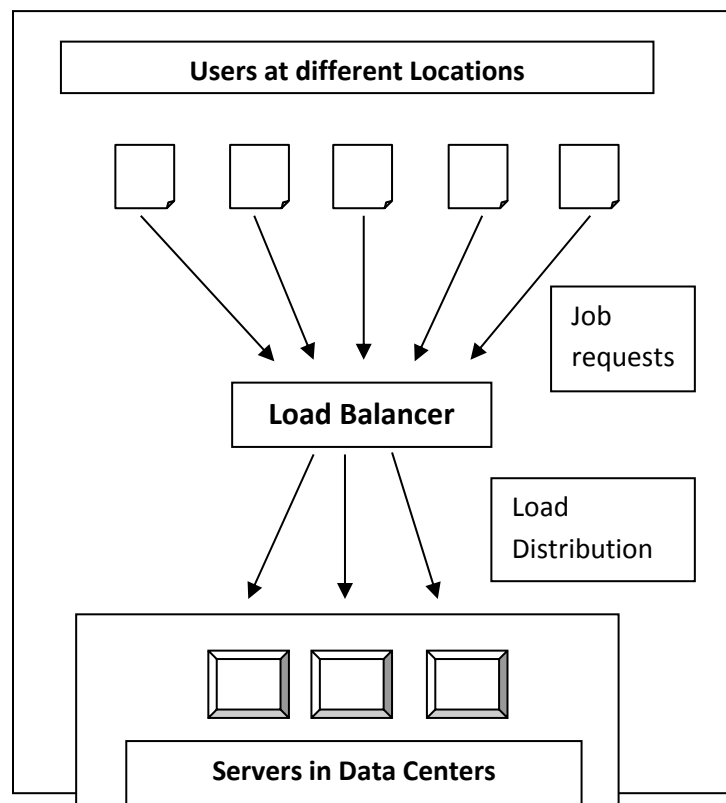 Users at different Locations
Job
requests
Load Balancer
Load
Distribution
Servers in Data Centers